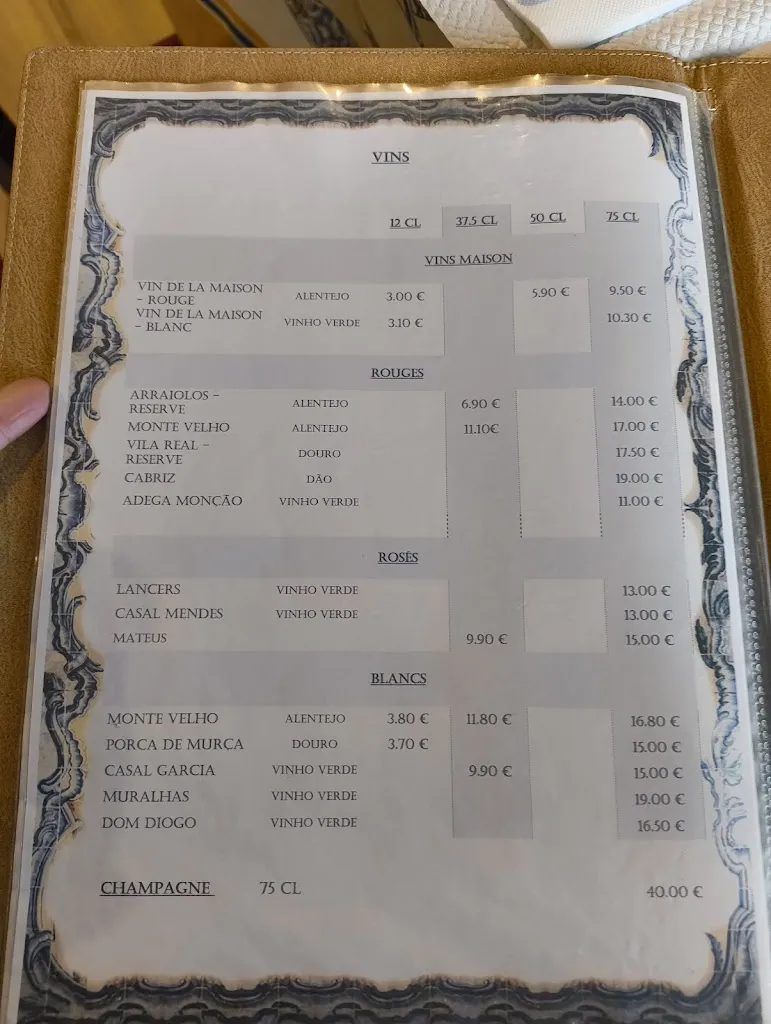 VINS
12 CL 37.5 CL 50 CL 75 CL
VINS MAISON
VIN DE LA MAISON
– ROUGE ALENTEJO 3.00 € 5.90 € 9.50 €
VIN DE LA MAISON
– BLANC VINHO VERDE 3.10 € 10.30 €
ROUGES
ARRAIOLOS –
RESERVE ALENTEJO 6.90 € 14.00 €
MONTE VELHO ALENTEJO 11.10€ 17.00 €
VILA REAL –
RESERVE DOURO 17.50 €
CABRIZ DÃO 19.00 €
ADEGA MONÇÃO VINHO VERDE 11.00 €
ROSÉS
LANCERS VINHO VERDE 13.00 €
CASAL MENDES VINHO VERDE 13.00 €
MATEUS 9.90 € 15.00 €
BLANCS
MONTE VELHO ALENTEJO 3.80 € 11.80 € 16.80 €
PORCA DE MURÇA DOURO 3.70 € 15.00 €
CASAL GARCIA VINHO VERDE 9.90 € 15.00 €
MURALHAS VINHO VERDE 19.00 €
DOM DIOGO VINHO VERDE 16.50 €
CHAMPAGNE 75 CL 40.00 €